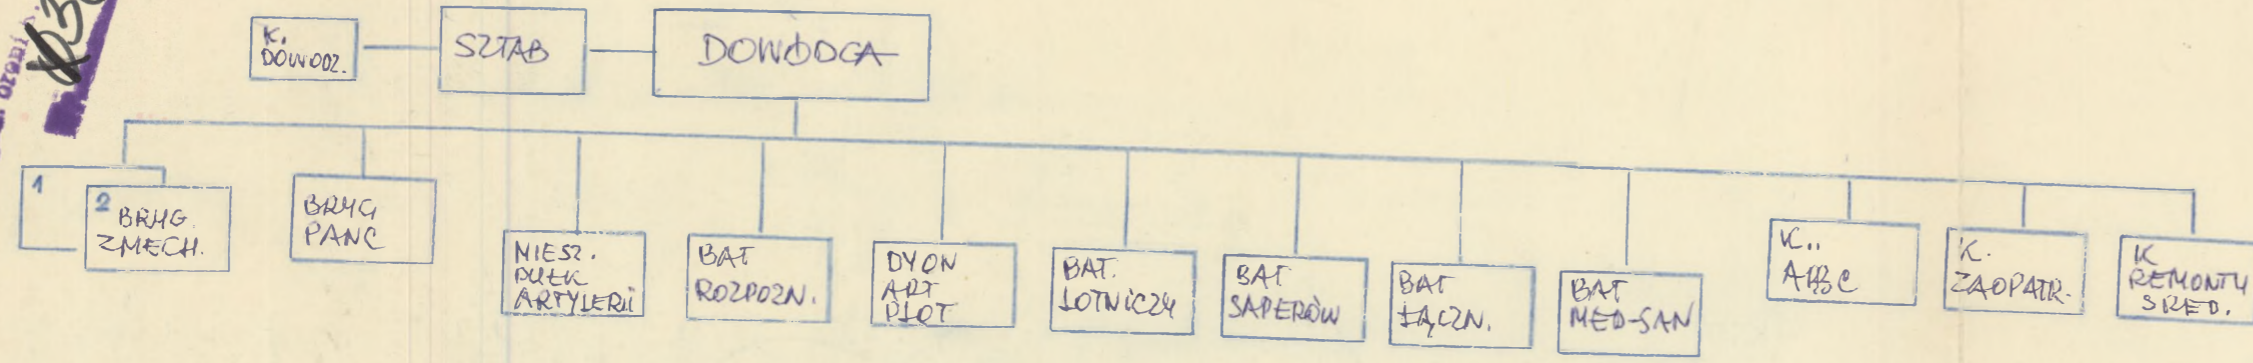 K.
DOWODZ.
SZTAB
DOWÓDCA
1
2 BRYG.
ZMECH.
BRYG
PANC
MIESZ.
PUŁK
ARTYLERII
BAT
ROZPOZN.
DYON
ART
PLOT
BAT.
LOTNICZY
BAT
SAPERÓW
BAT
ŁĄCZN.
BAT
MED-SAN
K.
ABC
K.
ZAOPATR.
K
REMONTU
SRED.